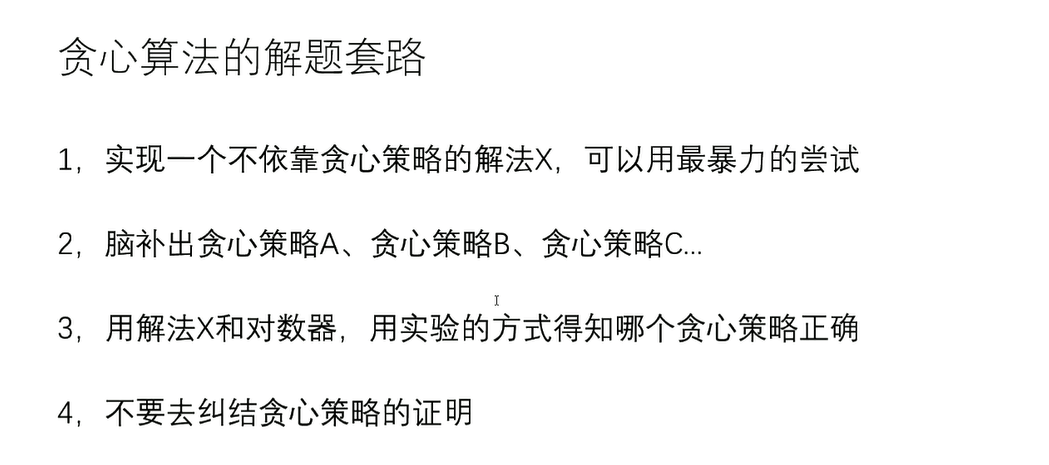 贪心算法的解题套路
1，实现一个不依靠贪心策略的解法X，可以用最暴力的尝试
2，脑补出贪心策略A、贪心策略B、贪心策略C...
3，用解法X和对数器，用实验的方式得知哪个贪心策略正确
4，不要去纠结贪心策略的证明